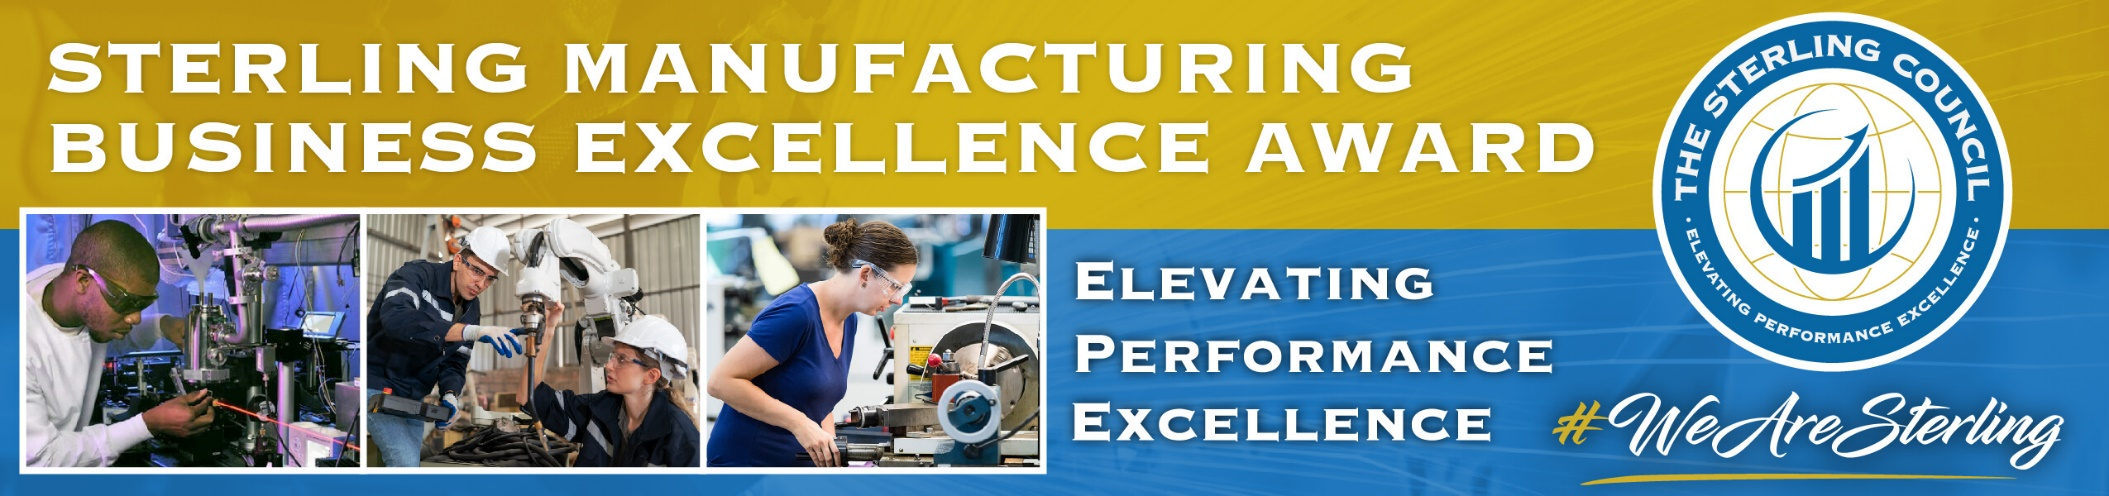 STERLING MANUFACTURING
BUSINESS EXCELLENCE AWARD
ELEVATING
PERFORMANCE
EXCELLENCE
THE STERLING COUNCIL
· ELEVATING PERFORMANCE EXCELLENCE ·
#WeAreSterling